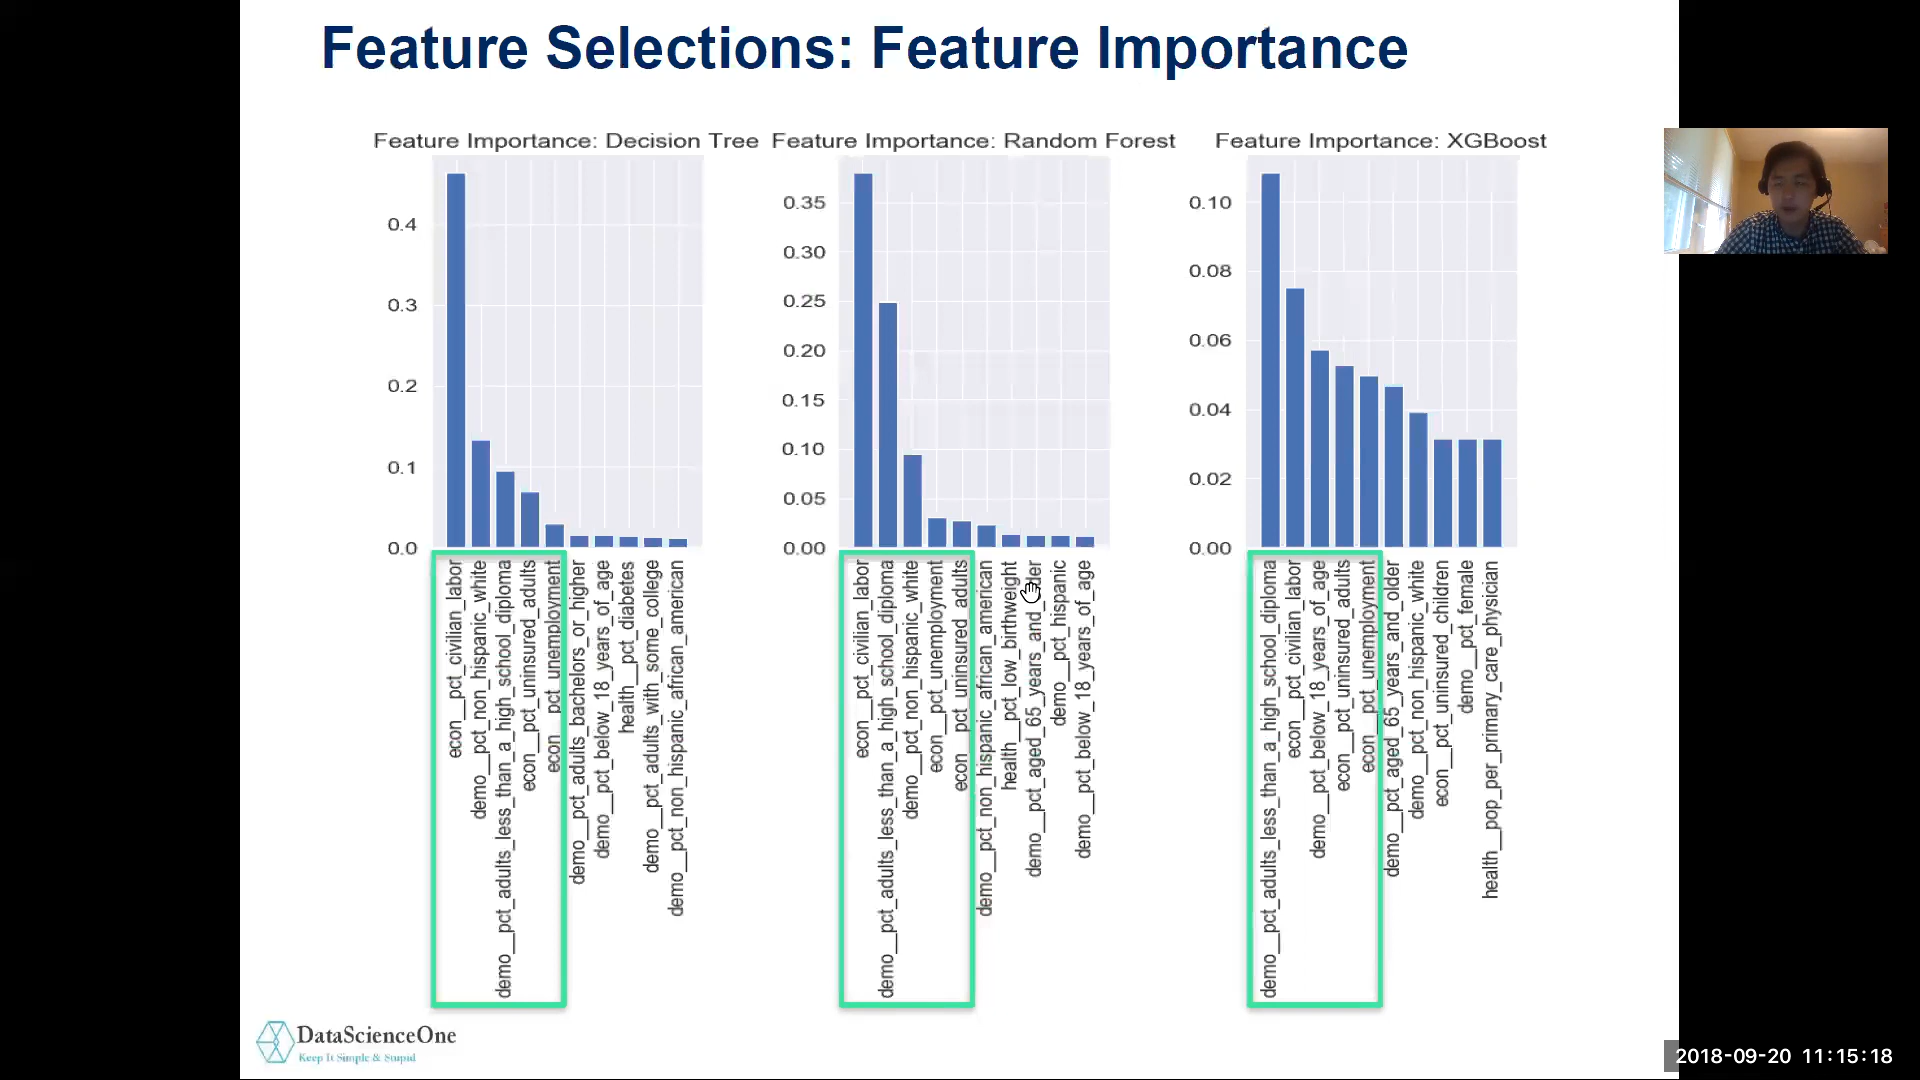 Feature Selections: Feature Importance
Feature Importance: Decision Tree
0.4
0.3
0.2
0.1
0.0
econ__pct_civilian_labor
demo__pct_non_hispanic_white
demo__pct_adults_less_than_a_high_school_diploma
econ__pct_uninsured_adults
econ__pct_unemployment
demo__pct_adults_bachelors_or_higher
demo__pct_below_18_years_of_age
health__pct_diabetes
demo__pct_adults_with_some_college
demo__pct_non_hispanic_african_american
Feature Importance: Random Forest
0.35
0.30
0.25
0.20
0.15
0.10
0.05
0.00
econ__pct_civilian_labor
demo__pct_adults_less_than_a_high_school_diploma
demo__pct_non_hispanic_white
econ__pct_unemployment
econ__pct_uninsured_adults
demo__pct_non_hispanic_african_american
health__pct_low_birthweight
demo__pct_aged_65_years_and_older
demo__pct_hispanic
demo__pct_below_18_years_of_age
Feature Importance: XGBoost
0.10
0.08
0.06
0.04
0.02
0.00
demo__pct_adults_less_than_a_high_school_diploma
econ__pct_civilian_labor
demo__pct_below_18_years_of_age
econ__pct_uninsured_adults
econ__pct_unemployment
demo__pct_aged_65_years_and_older
demo__pct_non_hispanic_white
econ__pct_uninsured_children
demo__pct_female
health__pop_per_primary_care_physician
DataScienceOne
Keep It Simple & Stupid
2018-09-20 11:15:18